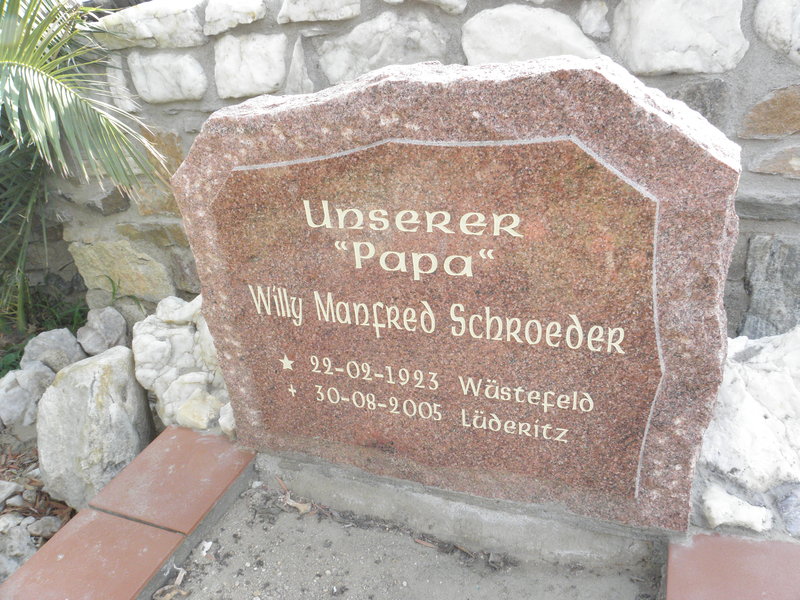 Unserer
“Papa“
Willy Manfred Schroeder
★ 22-02-1923 Wüstefeld
✝ 30-08-2005 Lüderitz